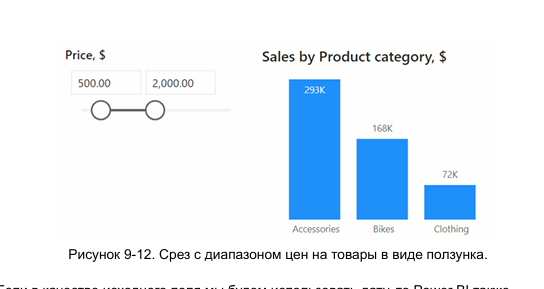 Price, $
500.00
2,000.00
Sales by Product category, $
293K
168K
72K
Accessories
Bikes
Clothing
Рисунок 9-12. Срез с диапазоном цен на товары в виде ползунка.